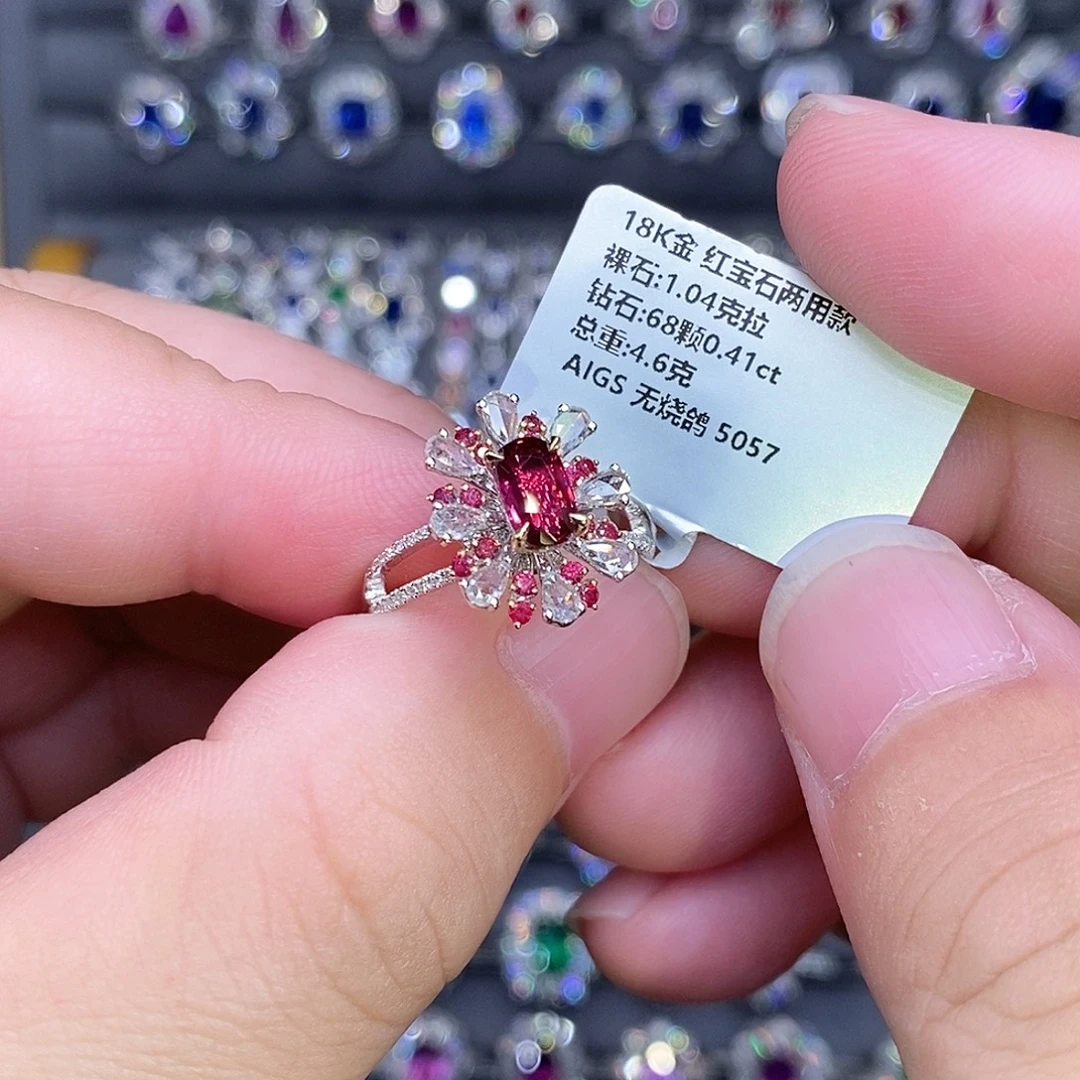 18K金 红宝石两用款
裸石:1.04克拉
钻石:68颗0.41ct
总重:4.6克
AIGS 无烧鸽 5057